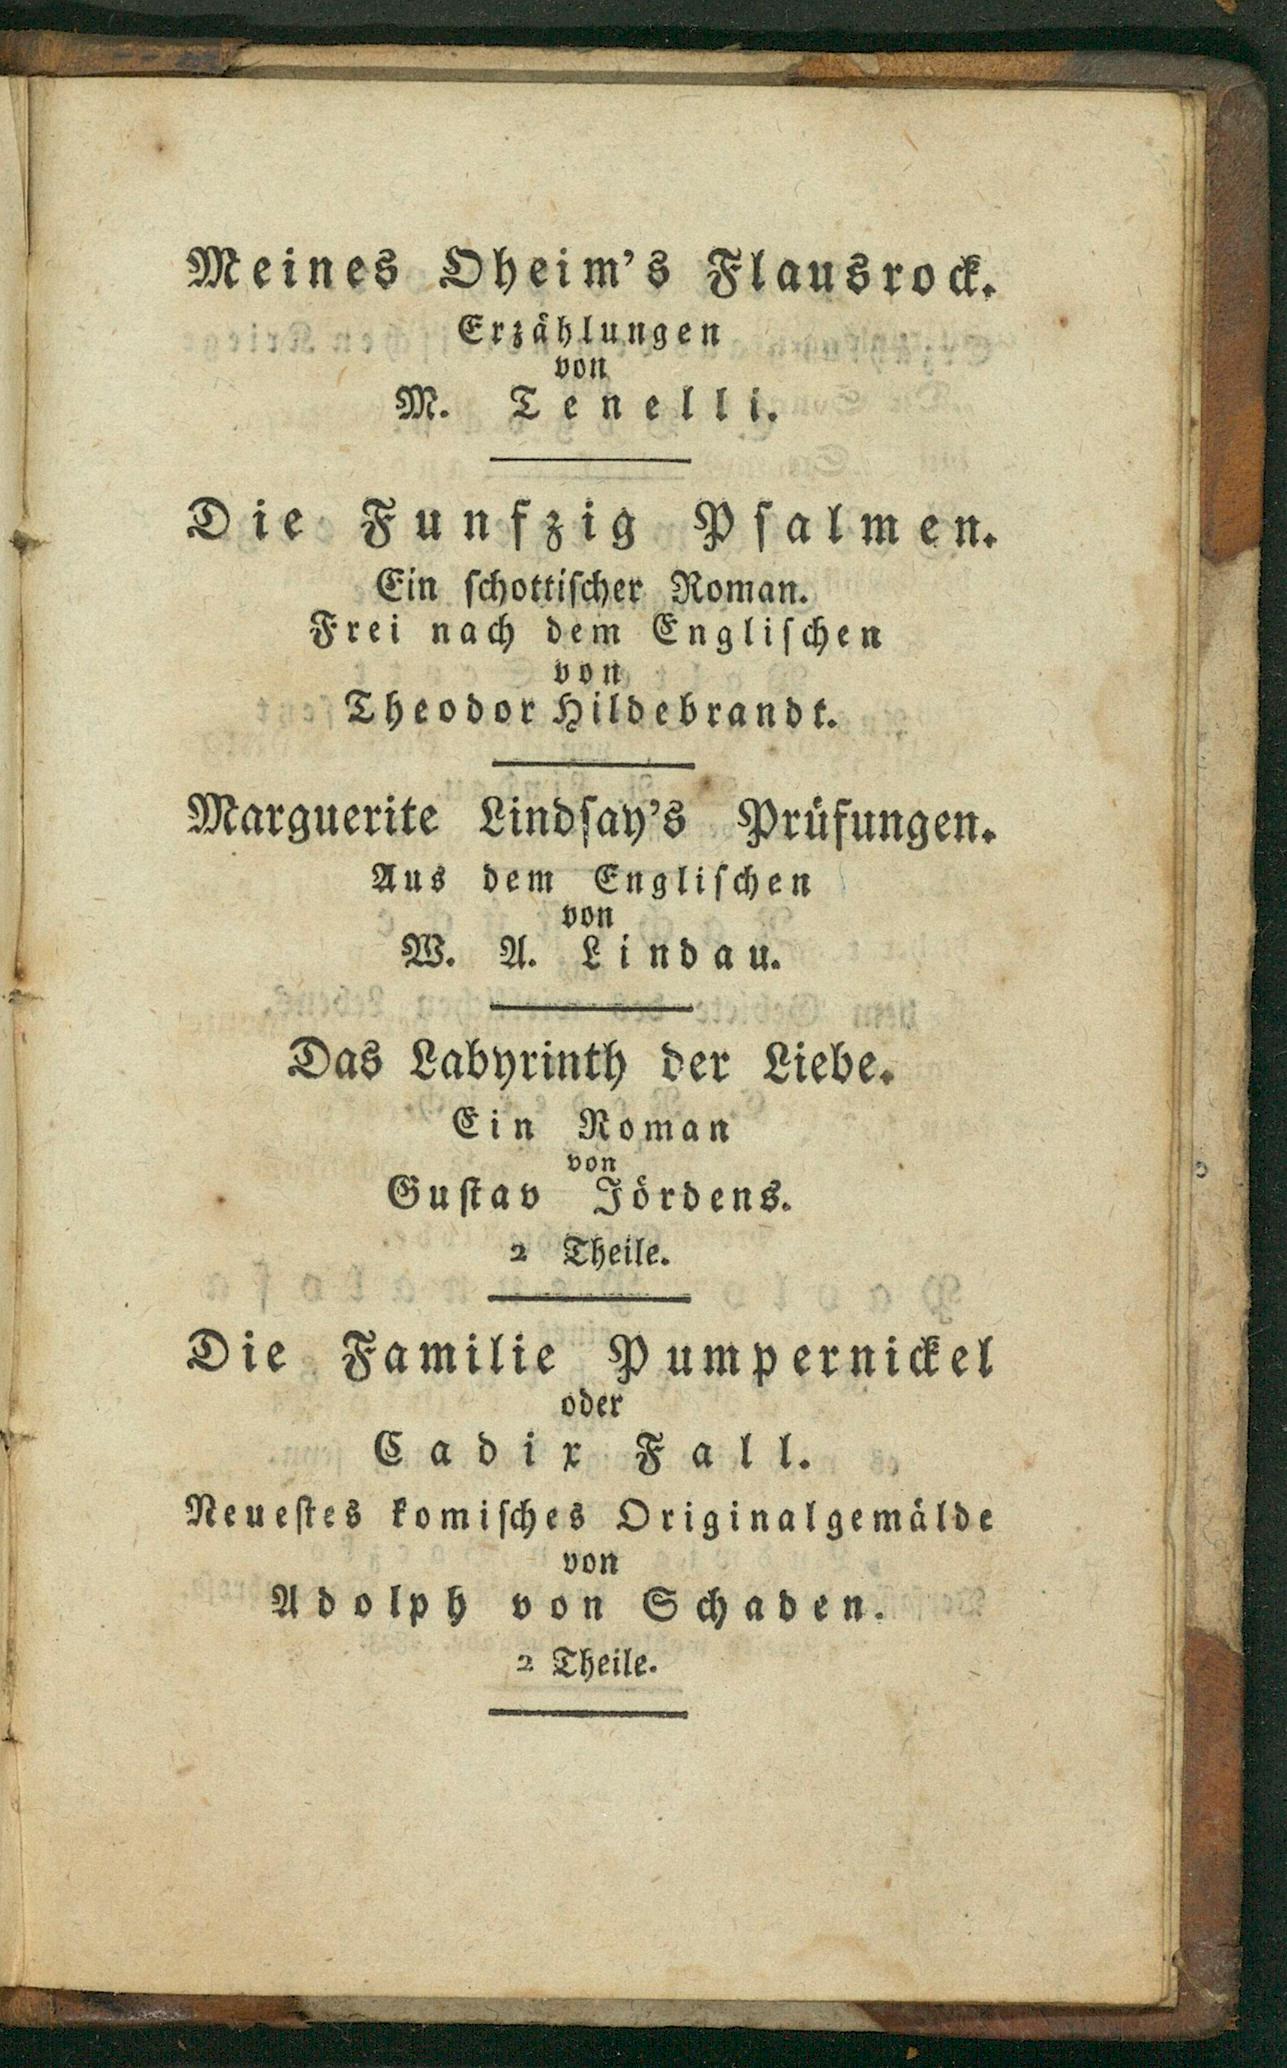 Meines Oheim's Flausrock.
Erzählungen
von
M. Tenelli.
Die Funfzig Psalmen.
Ein schottischer Roman.
Frei nach dem Englischen
von
Theodor Hildebrandt.
Marguerite Lindsay's Prüfungen.
Aus dem Englischen
von
W. A. Lindau.
Das Labyrinth der Liebe.
Ein Roman
von
Gustav Jördens.
2 Theile.
Die Familie Pumpernickel
oder
Cadix Fall.
Neuestes komisches Originalgemälde
von
Adolph von Schaden.
2 Theile.